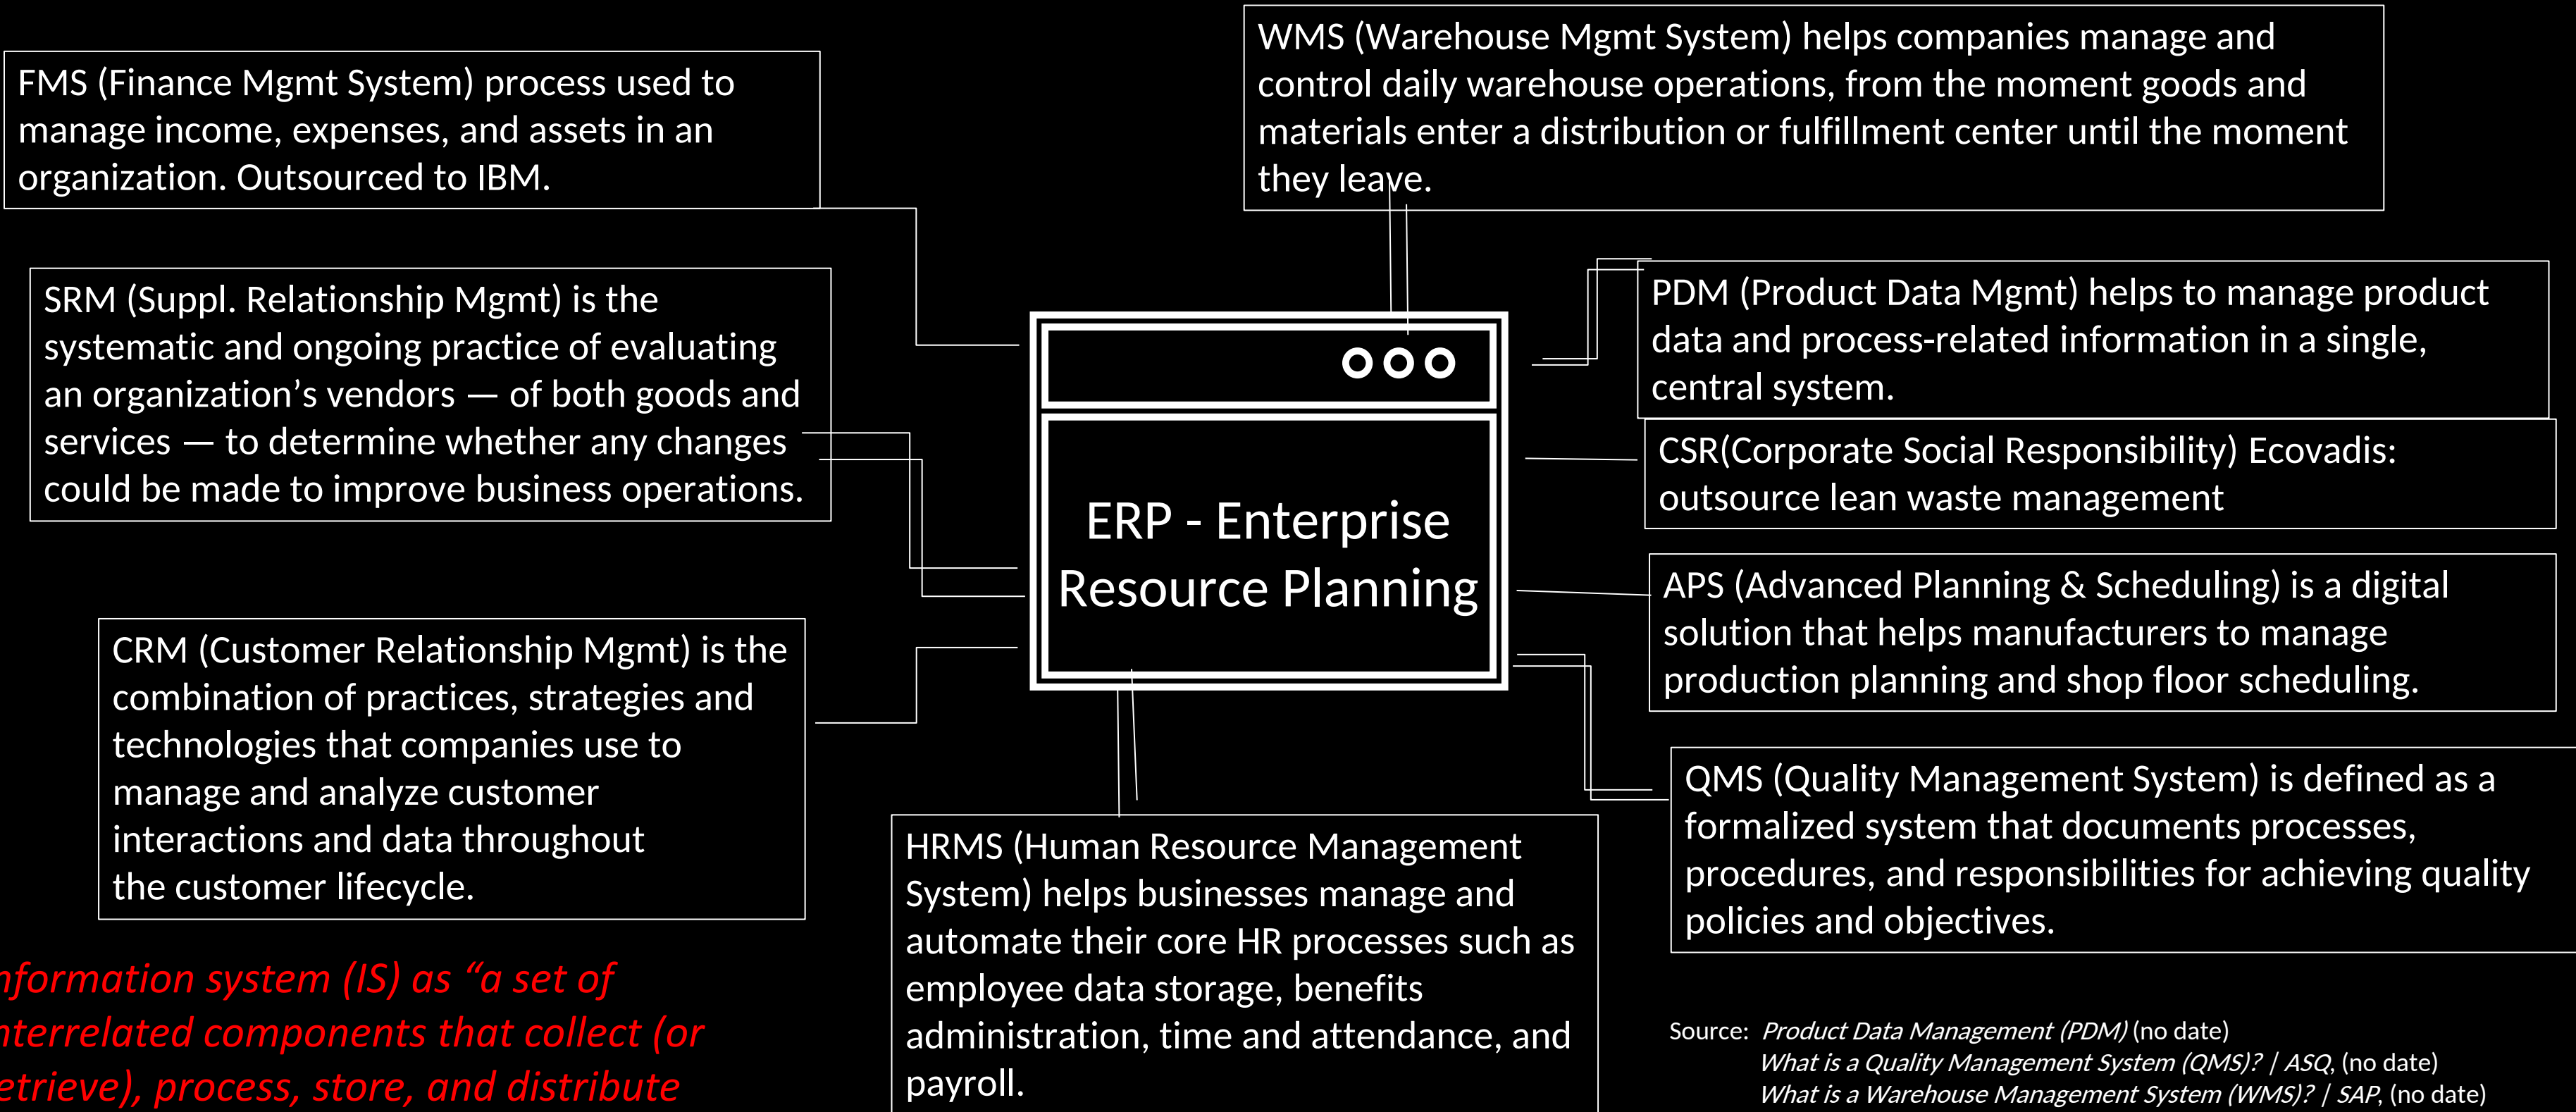 FMS (Finance Mgmt System) process used to
manage income, expenses, and assets in an
organization. Outsourced to IBM.
WMS (Warehouse Mgmt System) helps companies manage and
control daily warehouse operations, from the moment goods and
materials enter a distribution or fulfillment center until the moment
they leave.
SRM (Suppl. Relationship Mgmt) is the
systematic and ongoing practice of evaluating
an organization’s vendors — of both goods and
services — to determine whether any changes
could be made to improve business operations.
PDM (Product Data Mgmt) helps to manage product
data and process-related information in a single,
central system.
CSR(Corporate Social Responsibility) Ecovadis:
outsource lean waste management
ERP - Enterprise
Resource Planning
APS (Advanced Planning & Scheduling) is a digital
solution that helps manufacturers to manage
production planning and shop floor scheduling.
CRM (Customer Relationship Mgmt) is the
combination of practices, strategies and
technologies that companies use to
manage and analyze customer
interactions and data throughout
the customer lifecycle.
QMS (Quality Management System) is defined as a
formalized system that documents processes,
procedures, and responsibilities for achieving quality
policies and objectives.
HRMS (Human Resource Management
System) helps businesses manage and
automate their core HR processes such as
employee data storage, benefits
administration, time and attendance, and
payroll.
nformation system (IS) as “a set of
nterrelated components that collect (or
etrieve), process, store, and distribute
Source: Product Data Management (PDM) (no date)
What is a Quality Management System (QMS)? | ASQ, (no date)
What is a Warehouse Management System (WMS)? | SAP, (no date)